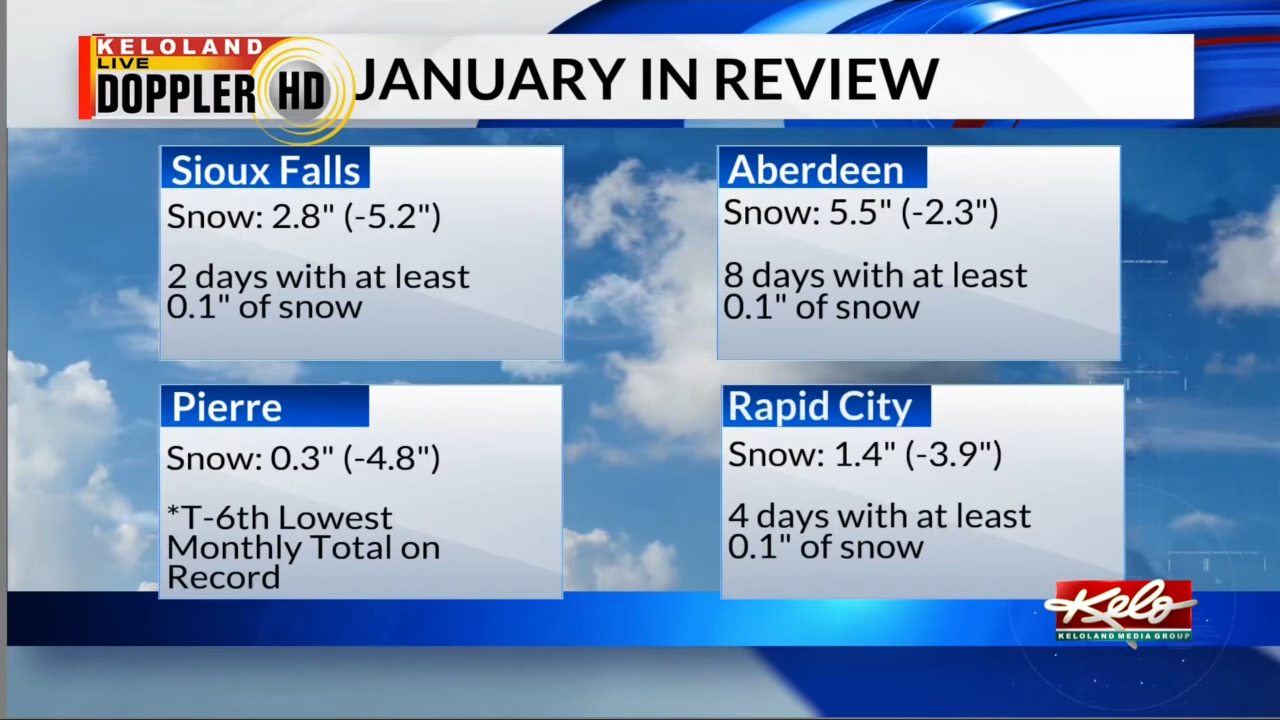 KELOLAND
LIVE
DOPPLER HD
JANUARY IN REVIEW
Sioux Falls
Snow: 2.8" (-5.2")
2 days with at least
0.1" of snow
Aberdeen
Snow: 5.5" (-2.3")
8 days with at least
0.1" of snow
Pierre
Snow: 0.3" (-4.8")
*T-6th Lowest
Monthly Total on
Record
Rapid City
Snow: 1.4" (-3.9")
4 days with at least
0.1" of snow
Kelo
KELOLAND MEDIA GROUP